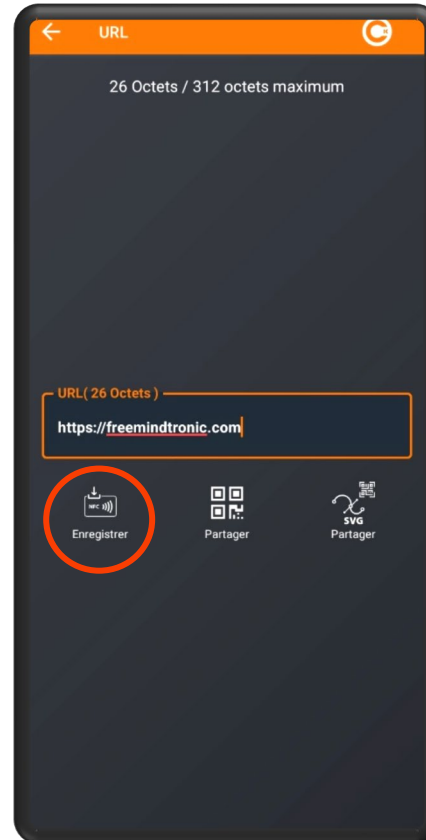 URL
26 Octets / 312 octets maximum
URL( 26 Octets )
https://freemindtronic.com
NFC
SVG
Enregistrer
Partager
Partager